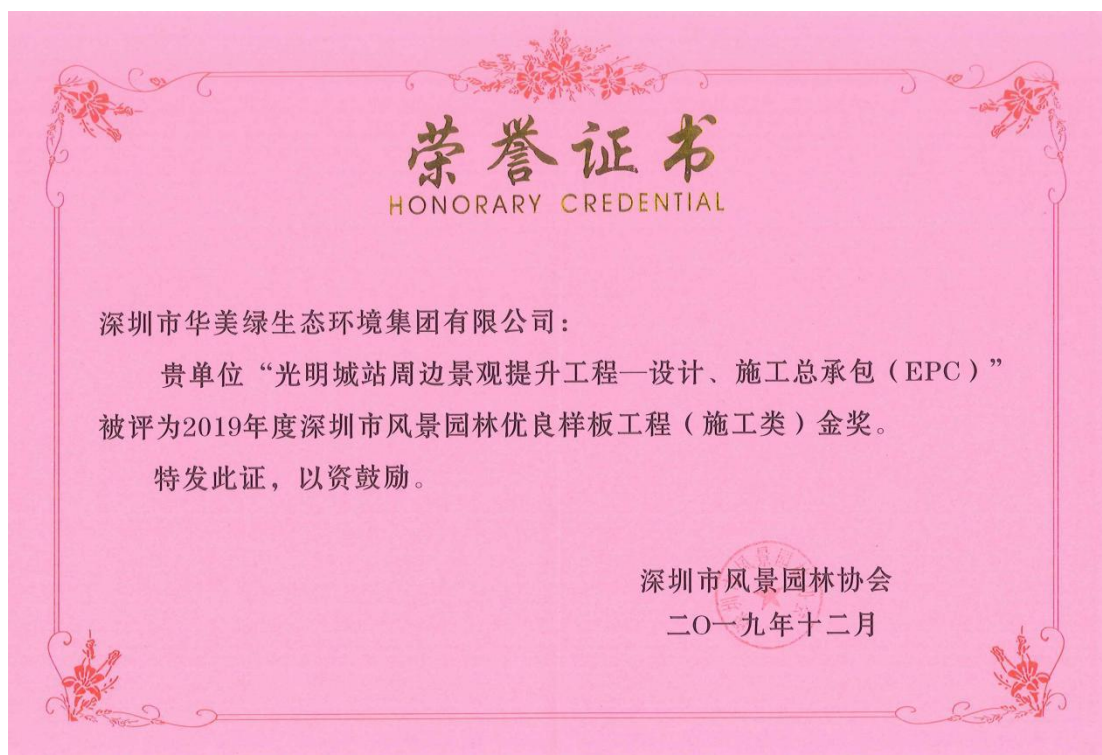 荣誉证书
HONORARY CREDENTIAL
深圳市华美绿生态环境集团有限公司：
贵单位“光明城站周边景观提升工程—设计、施工总承包（EPC）”
被评为2019年度深圳市风景园林优良样板工程（施工类）金奖。
特发此证，以资鼓励。
深圳市风景园林协会
二O一九年十二月